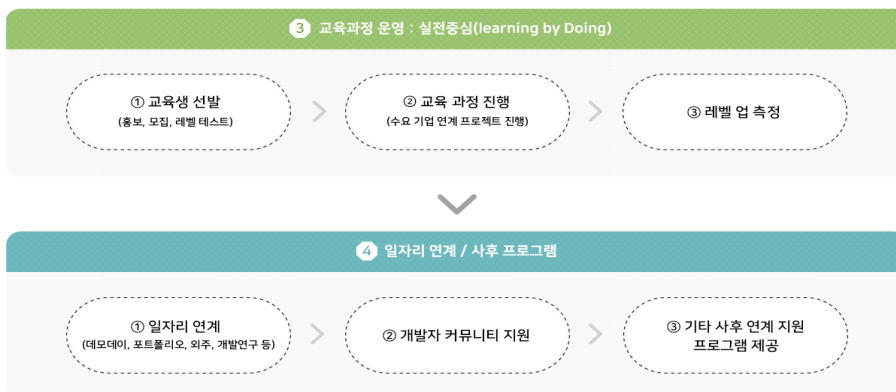 3 교육과정 운영 : 실전중심(learning by Doing)
① 교육생 선발
(홍보, 모집, 레벨 테스트)
② 교육 과정 진행
(수요 기업 연계 프로젝트 진행)
③ 레벨 업 측정
4 일자리 연계 / 사후 프로그램
① 일자리 연계
(데모데이, 포트폴리오, 외주, 개발연구 등)
② 개발자 커뮤니티 지원
③ 기타 사후 연계 지원
프로그램 제공